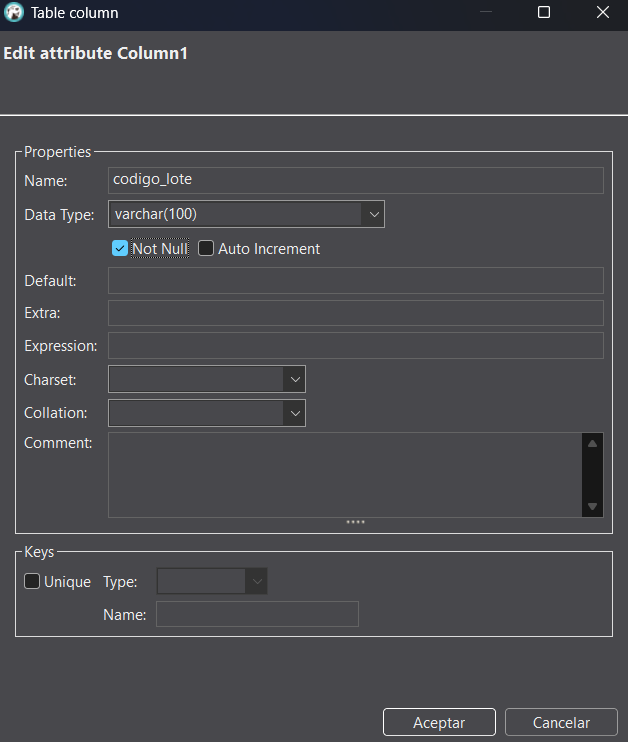 Table column
Edit attribute Column1
Properties
Name: codigo_lote
Data Type: varchar(100)
Not Null Auto Increment
Default:
Extra:
Expression:
Charset:
Collation:
Comment:
Keys
Unique Type:
Name:
Aceptar Cancelar